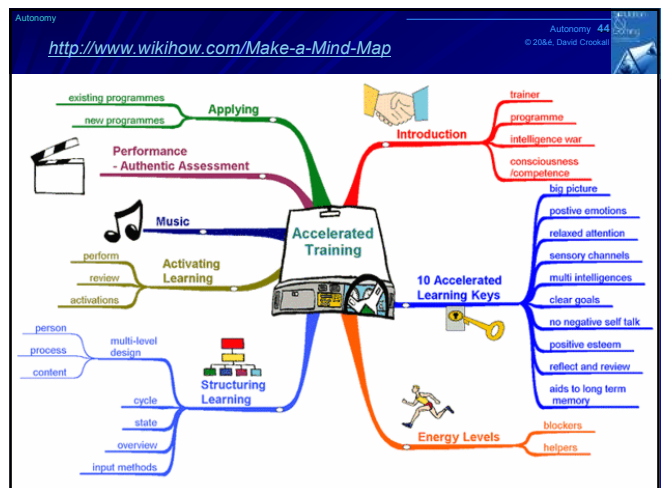 Autonomy
Autonomy 44
© 20&é, David Crookall
http://www.wikihow.com/Make-a-Mind-Map
existing programmes
new programmes
Applying
Performance
- Authentic Assessment
Music
perform
review
activations
Activating
Learning
person
process
content
multi-level
design
cycle
state
overview
input methods
Structuring
Learning
Accelerated
Training
Introduction
trainer
programme
intelligence war
consciousness
/competence
10 Accelerated
Learning Keys
big picture
postive emotions
relaxed attention
sensory channels
multi intelligences
clear goals
no negative self talk
positive esteem
reflect and review
aids to long term
memory
Energy Levels
blockers
helpers